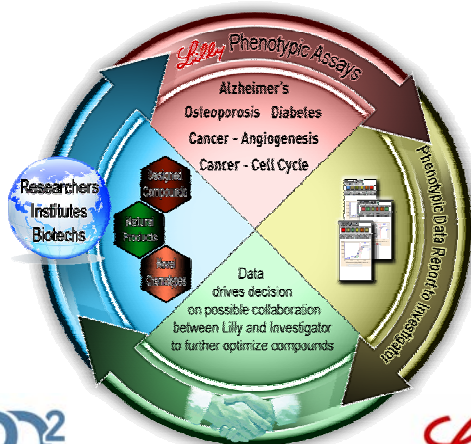 Lilly Phenotypic Assays
Alzheimer's
Osteoporosis Diabetes
Cancer - Angiogenesis
Cancer - Cell Cycle
Researchers
Institutes
Biotechs
Designed
Compounds
Natural
Products
Novel
Chemotypes
Phenotypic Data Report to Investigator
Data
drives decision
on possible collaboration
between Lilly and Investigator
to further optimize compounds